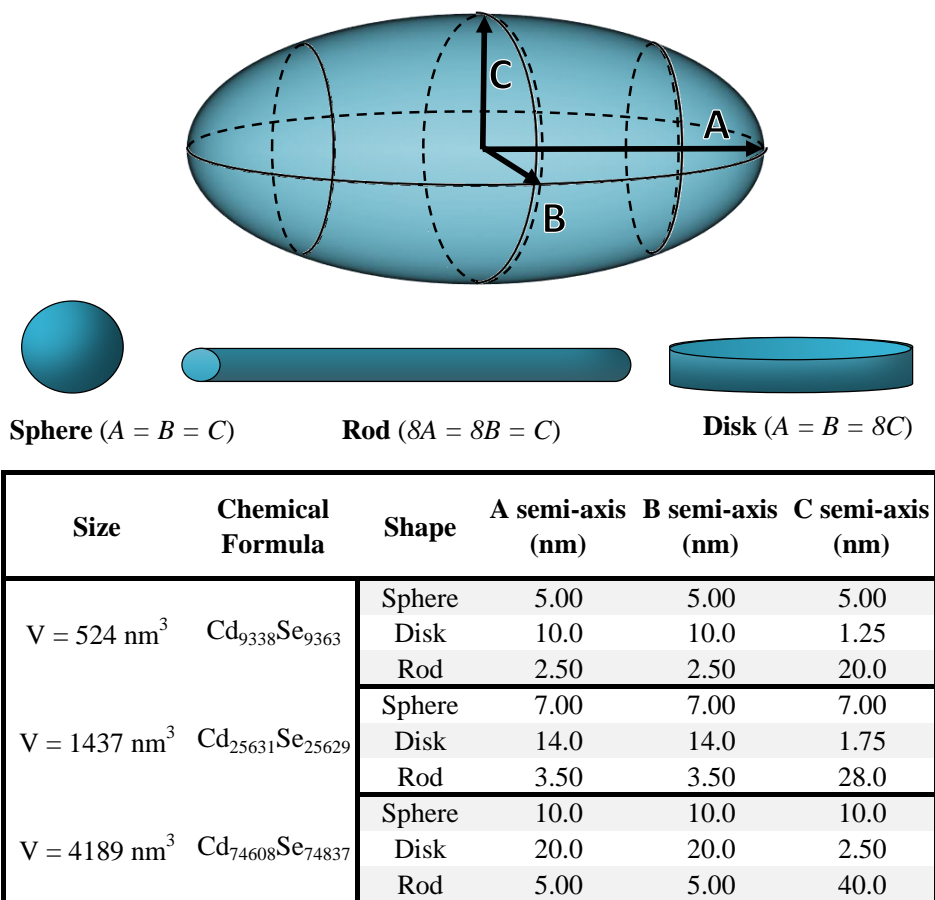 C
A
B
Sphere (A = B = C) Rod (8A = 8B = C) Disk (A = B = 8C)
Size Chemical Formula Shape A semi-axis (nm) B semi-axis (nm) C semi-axis (nm)
V = 524 nm³ Cd₉₃₃₈Se₉₃₆₃ Sphere 5.00 5.00 5.00
Disk 10.0 10.0 1.25
Rod 2.50 2.50 20.0
V = 1437 nm³ Cd₂₅₆₃₁Se₂₅₆₂₉ Sphere 7.00 7.00 7.00
Disk 14.0 14.0 1.75
Rod 3.50 3.50 28.0
V = 4189 nm³ Cd₇₄₆₀₈Se₇₄₈₃₇ Sphere 10.0 10.0 10.0
Disk 20.0 20.0 2.50
Rod 5.00 5.00 40.0